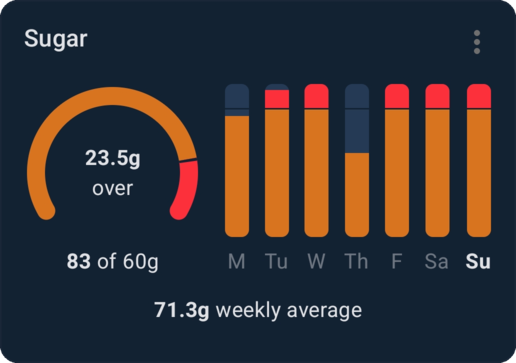 Sugar
23.5g
over
83 of 60g
M Tu W Th F Sa Su
71.3g weekly average